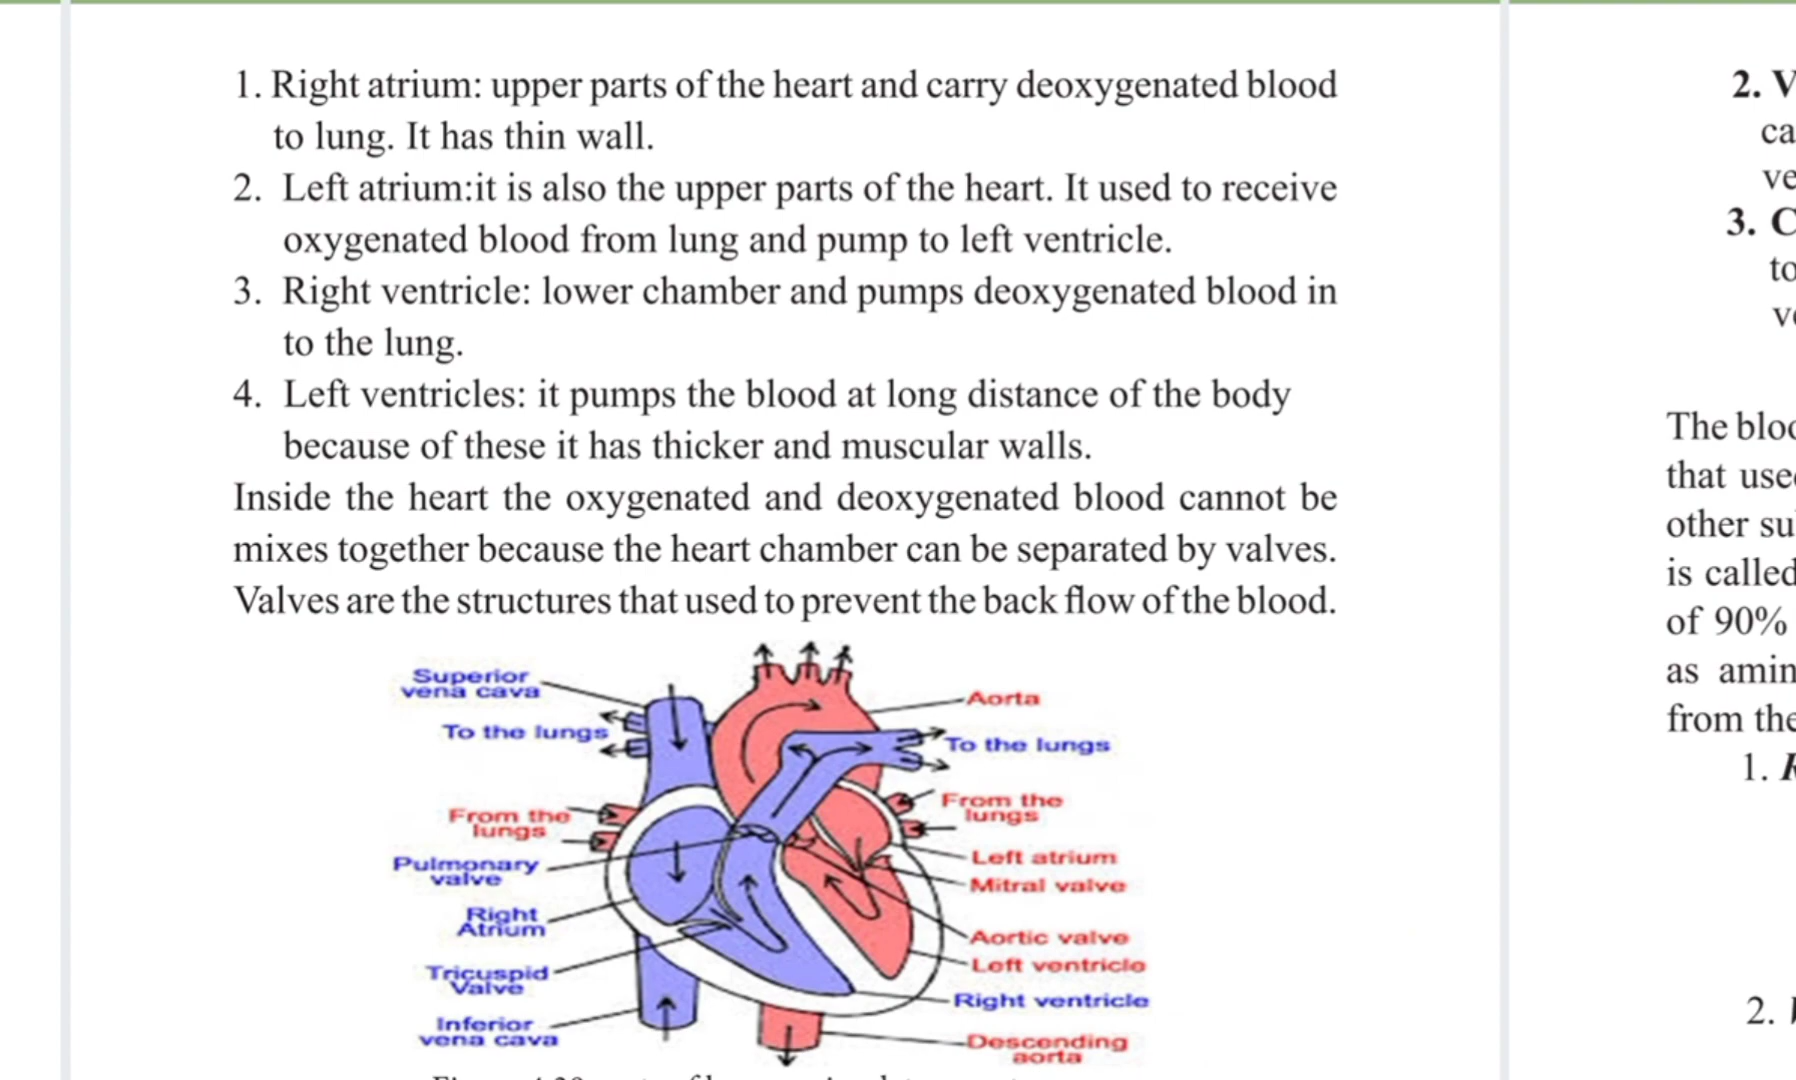 1. Right atrium: upper parts of the heart and carry deoxygenated blood
to lung. It has thin wall.
2. Left atrium:it is also the upper parts of the heart. It used to receive
oxygenated blood from lung and pump to left ventricle.
3. Right ventricle: lower chamber and pumps deoxygenated blood in
to the lung.
4. Left ventricles: it pumps the blood at long distance of the body
because of these it has thicker and muscular walls.
Inside the heart the oxygenated and deoxygenated blood cannot be
mixes together because the heart chamber can be separated by valves.
Valves are the structures that used to prevent the back flow of the blood.
Superior
vena cava
To the lungs
From the
lungs
Pulmonary
valve
Right
Atrium
Tricuspid
Valve
Inferior
vena cava
Aorta
To the lungs
From the
lungs
Left atrium
Mitral valve
Aortic valve
Left ventricle
Right ventricle
Descending
aorta
2. V
ca
ve
3. C
to
The
that
other
is called
of 90%
as
from the
1.
2.